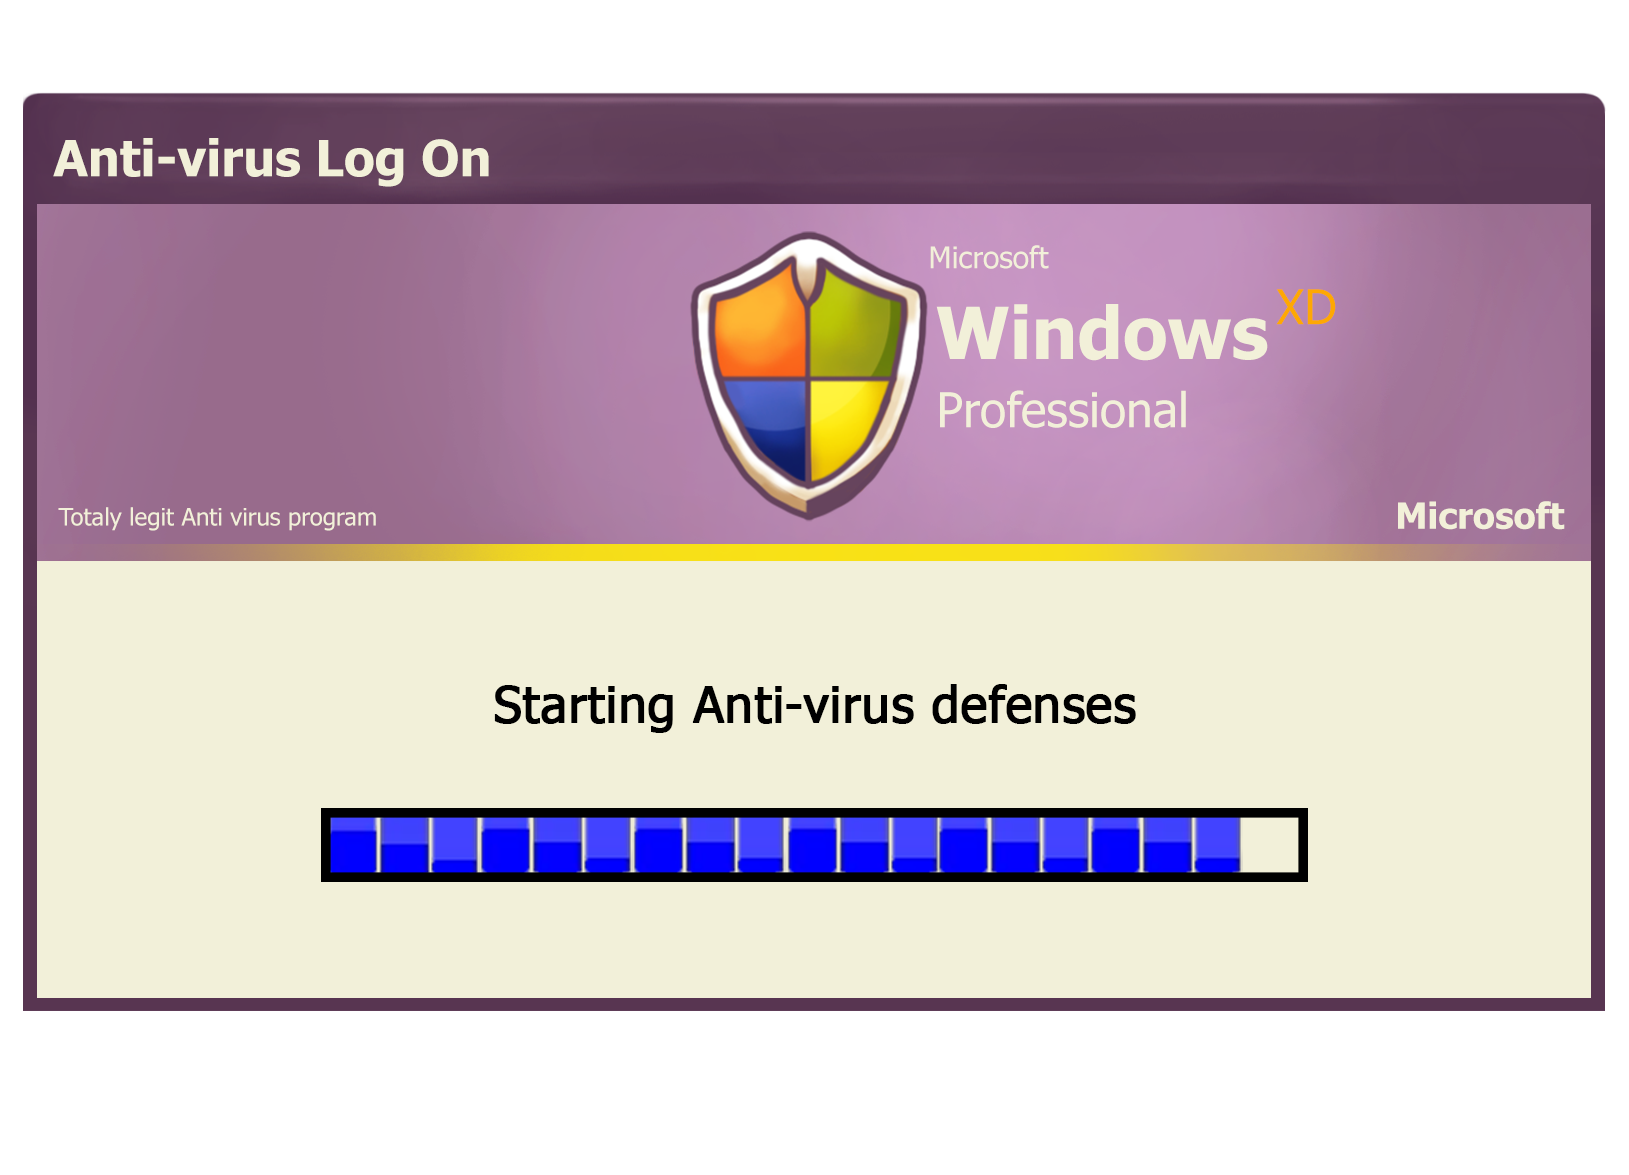 Anti-virus Log On
Microsoft
Windows XD
Professional
Totaly legit Anti virus program
Microsoft
Starting Anti-virus defenses